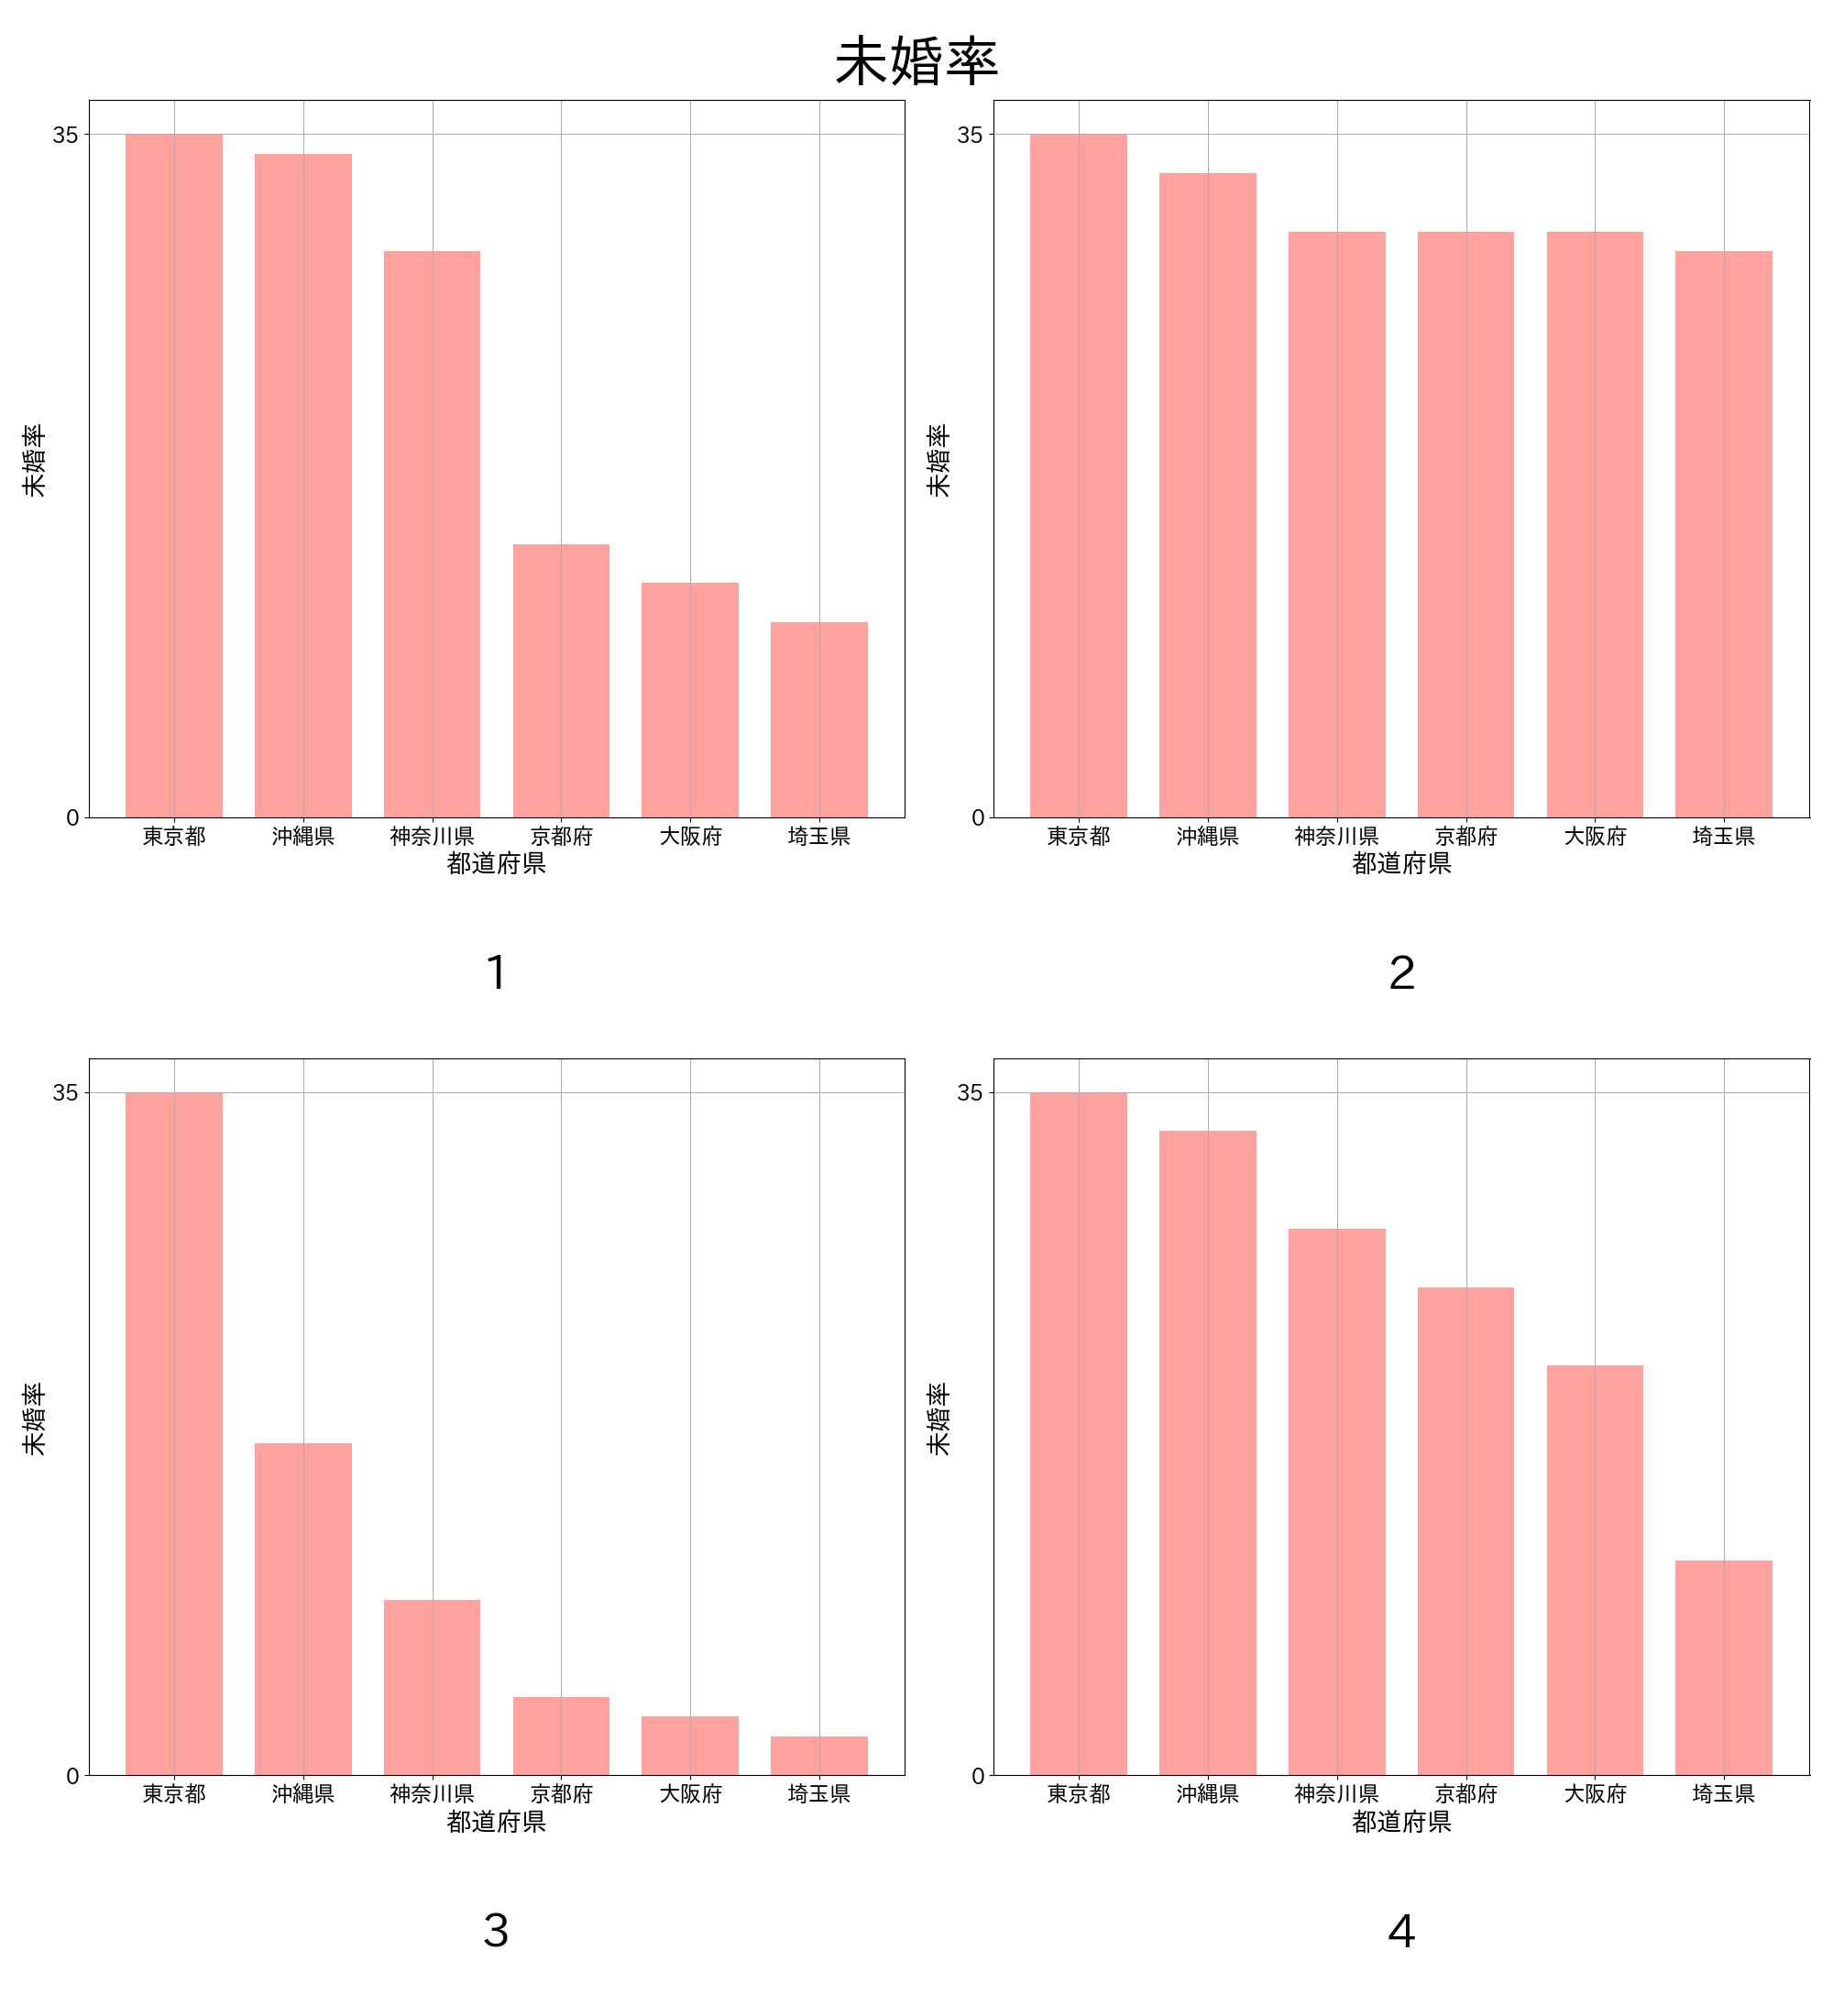 未婚率
35
0
未婚率
東京都 沖縄県 神奈川県 京都府 大阪府 埼玉県
都道府県
1
35
0
未婚率
東京都 沖縄県 神奈川県 京都府 大阪府 埼玉県
都道府県
2
35
0
未婚率
東京都 沖縄県 神奈川県 京都府 大阪府 埼玉県
都道府県
3
35
0
未婚率
東京都 沖縄県 神奈川県 京都府 大阪府 埼玉県
都道府県
4